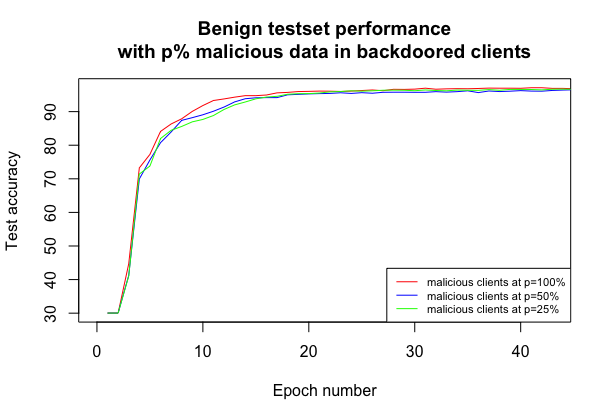 Benign testset performance
with p% malicious data in backdoored clients
Test accuracy
90
80
70
60
50
40
30
malicious clients at p=100%
malicious clients at p=50%
malicious clients at p=25%
0 10 20 30 40
Epoch number